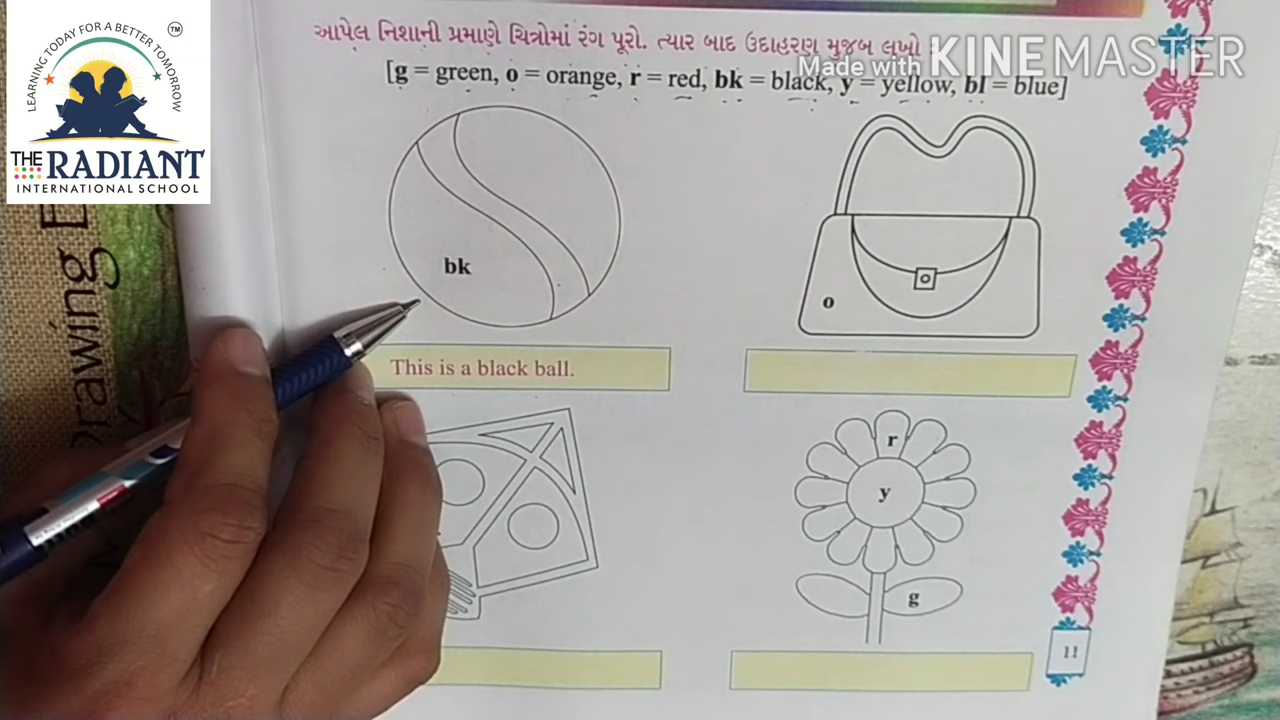 LEARNING TODAY FOR A BETTER TOMORROW
TM
THE RADIANT
INTERNATIONAL SCHOOL
Made with KINEMASTER
આપેલ નિશાની પ્રમાણે ચિત્રોમાં રંગ પૂરો. ત્યાર બાદ ઉદાહરણ મુજબ લખો :
[g = green, o = orange, r = red, bk = black, y = yellow, bl = blue]
bk
o
This is a black ball.
r
y
g
11
Drawing